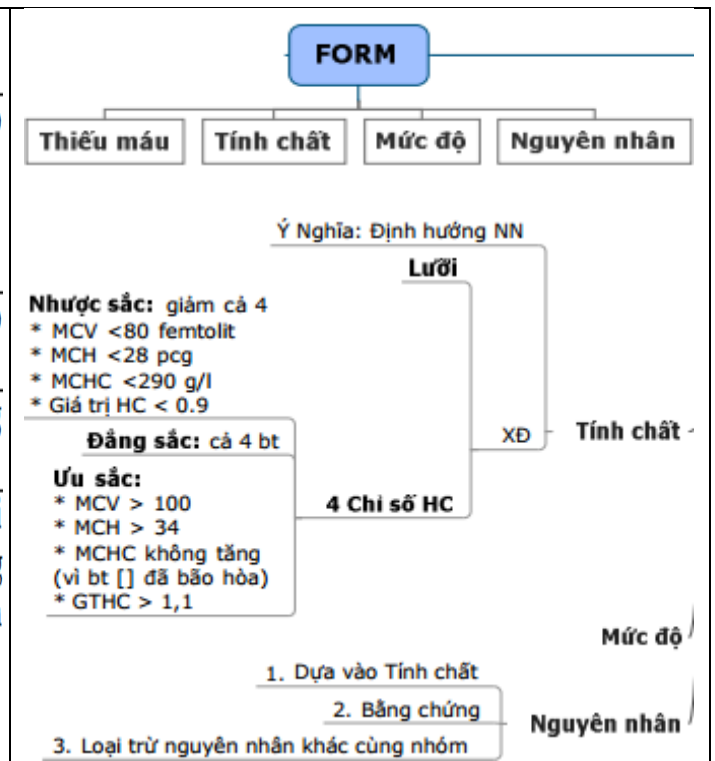 FORM
Thiếu máu
Tính chất
Mức độ
Nguyên nhân
Ý Nghĩa: Định hướng NN
Lưỡi
Nhược sắc: giảm cả 4
* MCV <80 femtolit
* MCH <28 pcg
* MCHC <290 g/l
* Giá trị HC < 0.9
Đẳng sắc: cả 4 bt
Ưu sắc:
* MCV > 100
* MCH > 34
* MCHC không tăng
(vì bt [] đã bão hòa)
* GTHC > 1,1
4 Chỉ số HC
XĐ
Tính chất
Mức độ
1. Dựa vào Tính chất
2. Bằng chứng
3. Loại trừ nguyên nhân khác cùng nhóm
Nguyên nhân